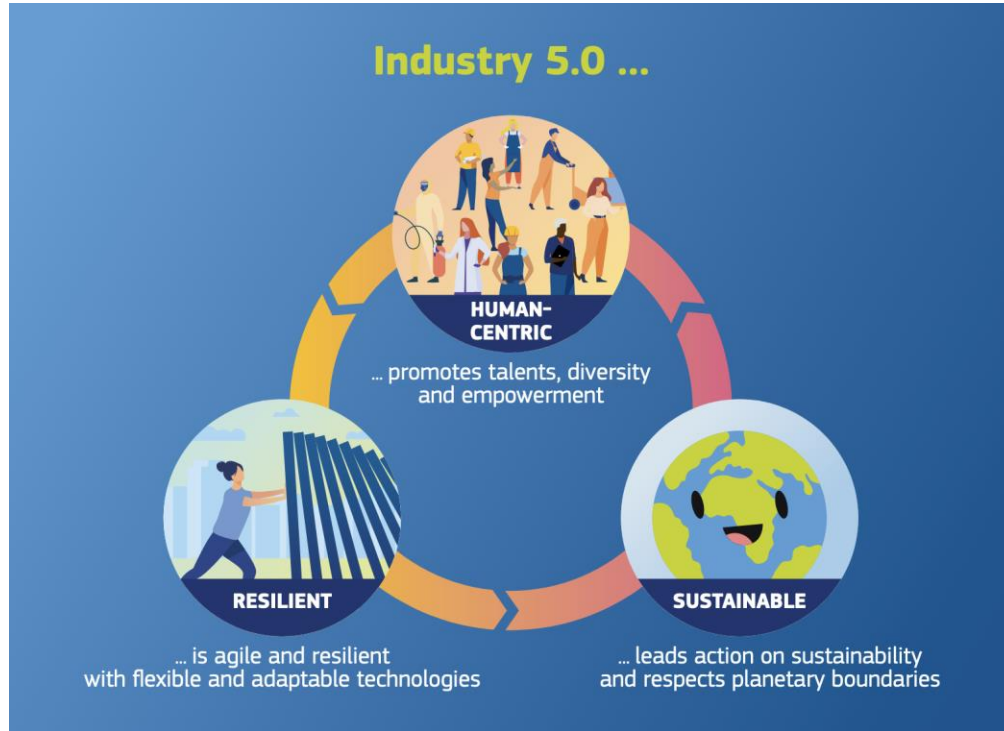 Industry 5.0 ...
HUMAN-
CENTRIC
... promotes talents, diversity
and empowerment
RESILIENT
... is agile and resilient
with flexible and adaptable technologies
SUSTAINABLE
... leads action on sustainability
and respects planetary boundaries